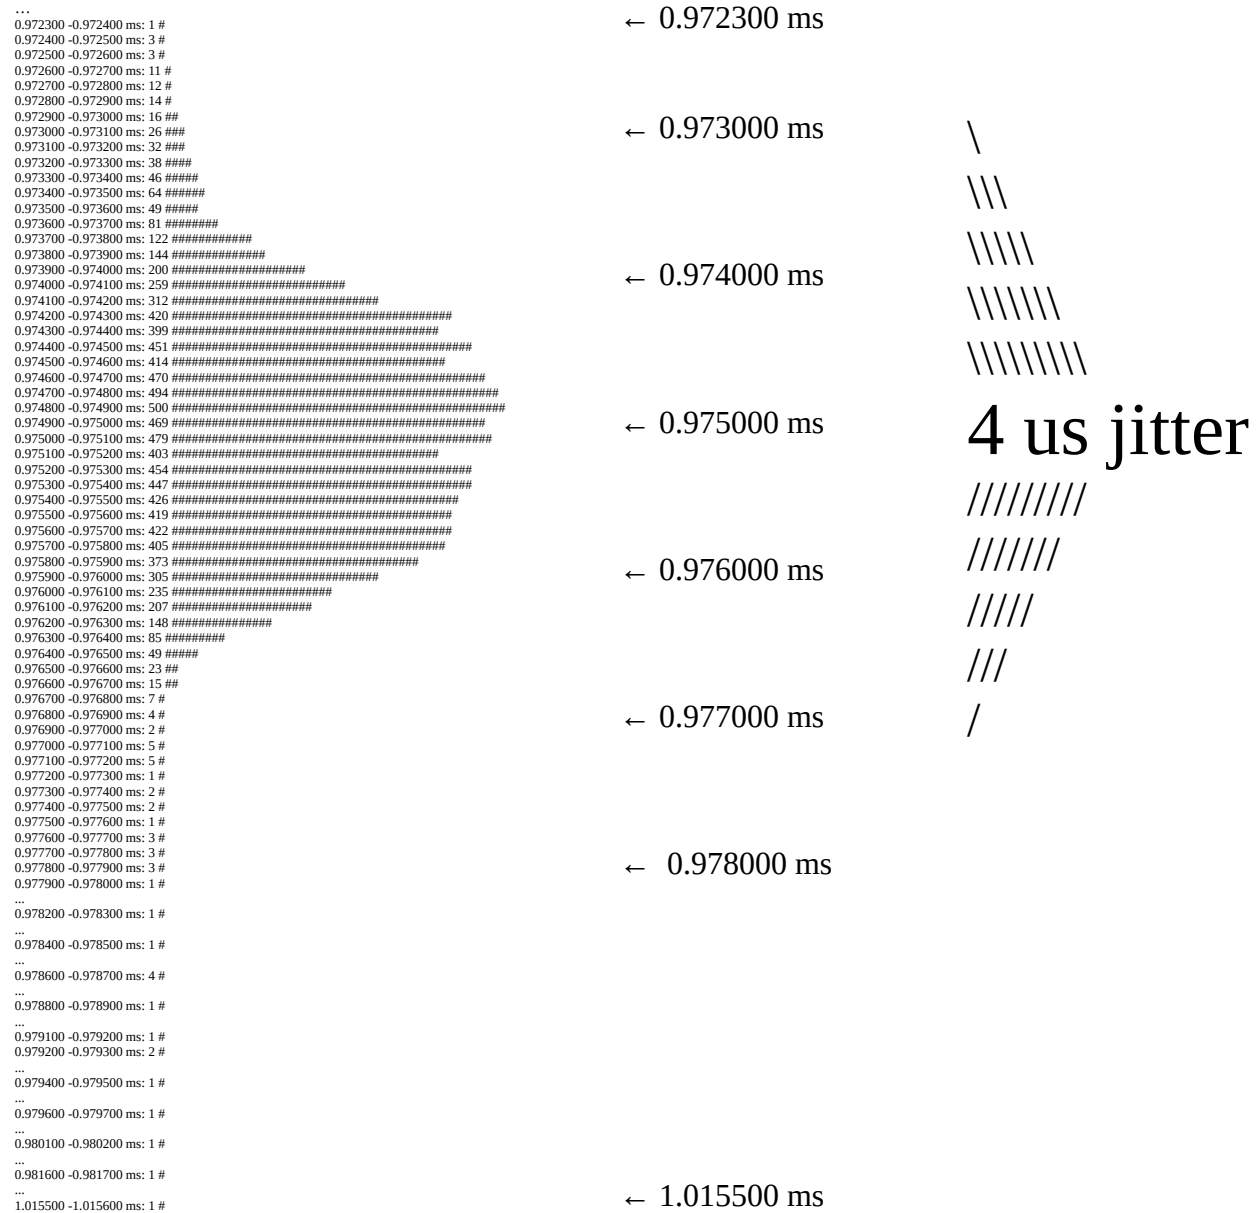 …
0.972300 -0.972400 ms: 1 #
0.972400 -0.972500 ms: 3 #
0.972500 -0.972600 ms: 3 #
0.972600 -0.972700 ms: 11 #
0.972700 -0.972800 ms: 12 #
0.972800 -0.972900 ms: 14 #
0.972900 -0.973000 ms: 16 ##
0.973000 -0.973100 ms: 26 ###
0.973100 -0.973200 ms: 32 ###
0.973200 -0.973300 ms: 38 ####
0.973300 -0.973400 ms: 46 #####
0.973400 -0.973500 ms: 64 ######
0.973500 -0.973600 ms: 49 #####
0.973600 -0.973700 ms: 81 ########
0.973700 -0.973800 ms: 122 ############
0.973800 -0.973900 ms: 144 ##############
0.973900 -0.974000 ms: 200 ####################
0.974000 -0.974100 ms: 259 ##########################
0.974100 -0.974200 ms: 312 ###############################
0.974200 -0.974300 ms: 420 ##########################################
0.974300 -0.974400 ms: 399 ########################################
0.974400 -0.974500 ms: 451 #############################################
0.974500 -0.974600 ms: 414 #########################################
0.974600 -0.974700 ms: 470 ###############################################
0.974700 -0.974800 ms: 494 #################################################
0.974800 -0.974900 ms: 500 ##################################################
0.974900 -0.975000 ms: 469 ###############################################
0.975000 -0.975100 ms: 479 ################################################
0.975100 -0.975200 ms: 403 ########################################
0.975200 -0.975300 ms: 454 #############################################
0.975300 -0.975400 ms: 447 #############################################
0.975400 -0.975500 ms: 426 ###########################################
0.975500 -0.975600 ms: 419 ##########################################
0.975600 -0.975700 ms: 422 ##########################################
0.975700 -0.975800 ms: 405 #########################################
0.975800 -0.975900 ms: 373 #####################################
0.975900 -0.976000 ms: 305 ###############################
0.976000 -0.976100 ms: 235 ########################
0.976100 -0.976200 ms: 207 #####################
0.976200 -0.976300 ms: 148 ###############
0.976300 -0.976400 ms: 85 #########
0.976400 -0.976500 ms: 49 #####
0.976500 -0.976600 ms: 23 ##
0.976600 -0.976700 ms: 15 ##
0.976700 -0.976800 ms: 7 #
0.976800 -0.976900 ms: 4 #
0.976900 -0.977000 ms: 2 #
0.977000 -0.977100 ms: 5 #
0.977100 -0.977200 ms: 5 #
0.977200 -0.977300 ms: 1 #
0.977300 -0.977400 ms: 2 #
0.977400 -0.977500 ms: 2 #
0.977500 -0.977600 ms: 1 #
0.977600 -0.977700 ms: 3 #
0.977700 -0.977800 ms: 3 #
0.977800 -0.977900 ms: 3 #
0.977900 -0.978000 ms: 1 #
...
0.978200 -0.978300 ms: 1 #
...
0.978400 -0.978500 ms: 1 #
...
0.978600 -0.978700 ms: 4 #
...
0.978800 -0.978900 ms: 1 #
...
0.979100 -0.979200 ms: 1 #
0.979200 -0.979300 ms: 2 #
...
0.979400 -0.979500 ms: 1 #
...
0.979600 -0.979700 ms: 1 #
...
0.980100 -0.980200 ms: 1 #
...
0.981600 -0.981700 ms: 1 #
...
1.015500 -1.015600 ms: 1 #
← 0.972300 ms
← 0.973000 ms
← 0.974000 ms
← 0.975000 ms
← 0.976000 ms
← 0.977000 ms
← 0.978000 ms
← 1.015500 ms
\
\\\
\\\\\
\\\\\\\
\\\\\\\\\
4 us jitter
/////////
///////
/////
///
/